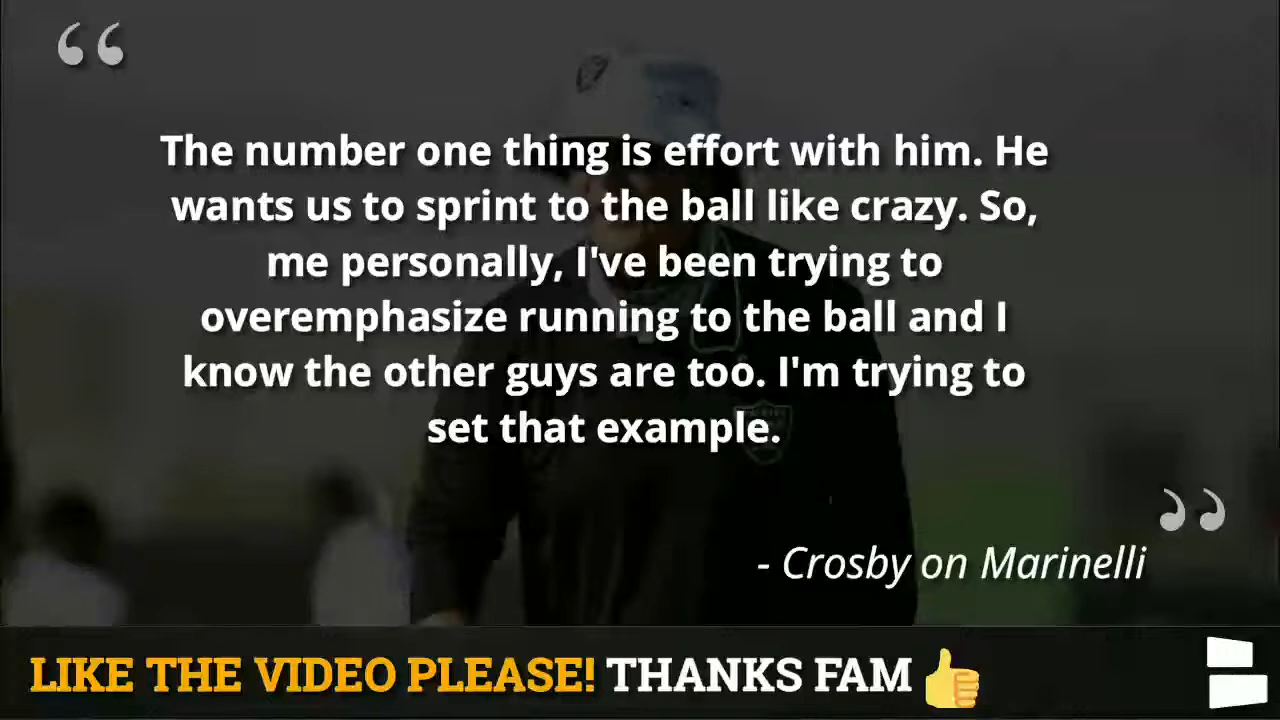 “
The number one thing is effort with him. He
wants us to sprint to the ball like crazy. So,
me personally, I've been trying to
overemphasize running to the ball and I
know the other guys are too. I'm trying to
set that example.
”
- Crosby on Marinelli
LIKE THE VIDEO PLEASE! THANKS FAM 👍